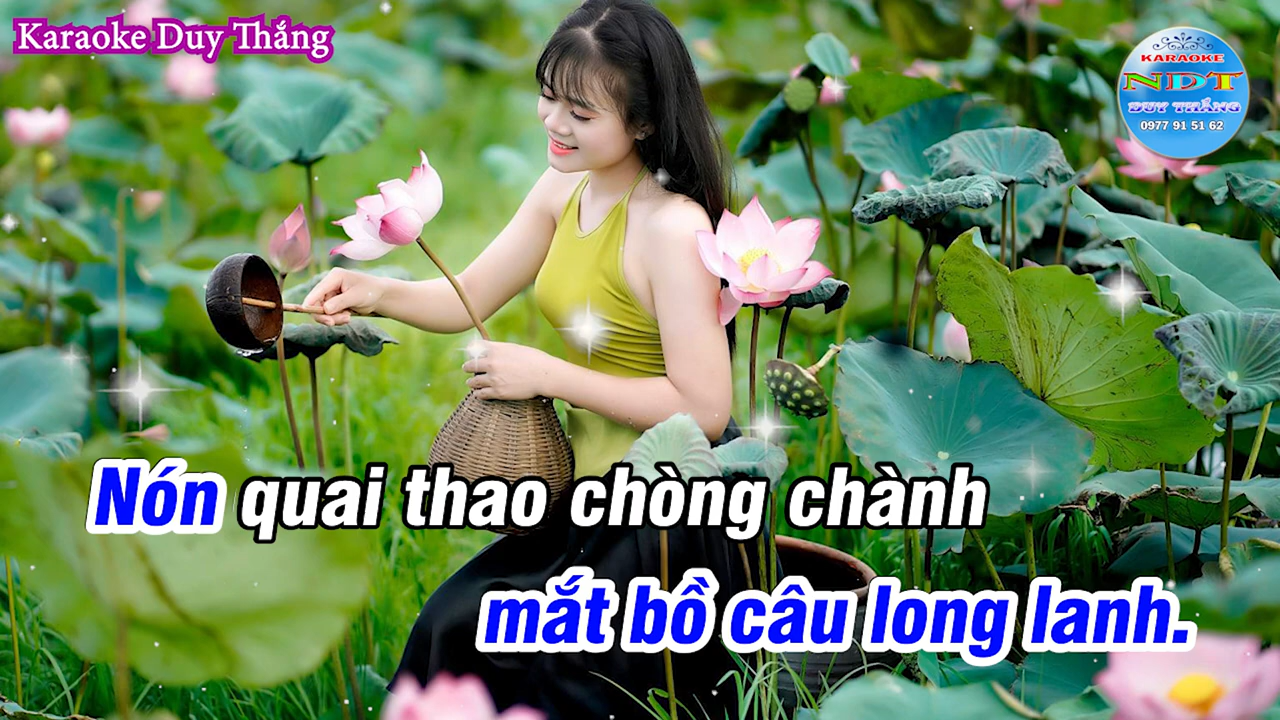 Karaoke Duy Thắng
KARAOKE
NDT
DUY THẮNG
0977 91 51 62
Nón quai thao chòng chành
mắt bồ câu long lanh.